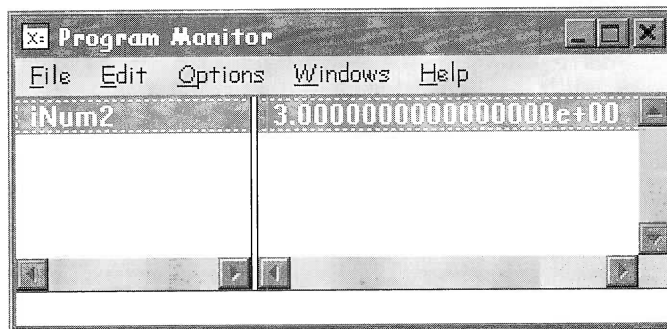 X= Program Monitor
File Edit Options Windows Help
iNum2 3.0000000000000000e+00